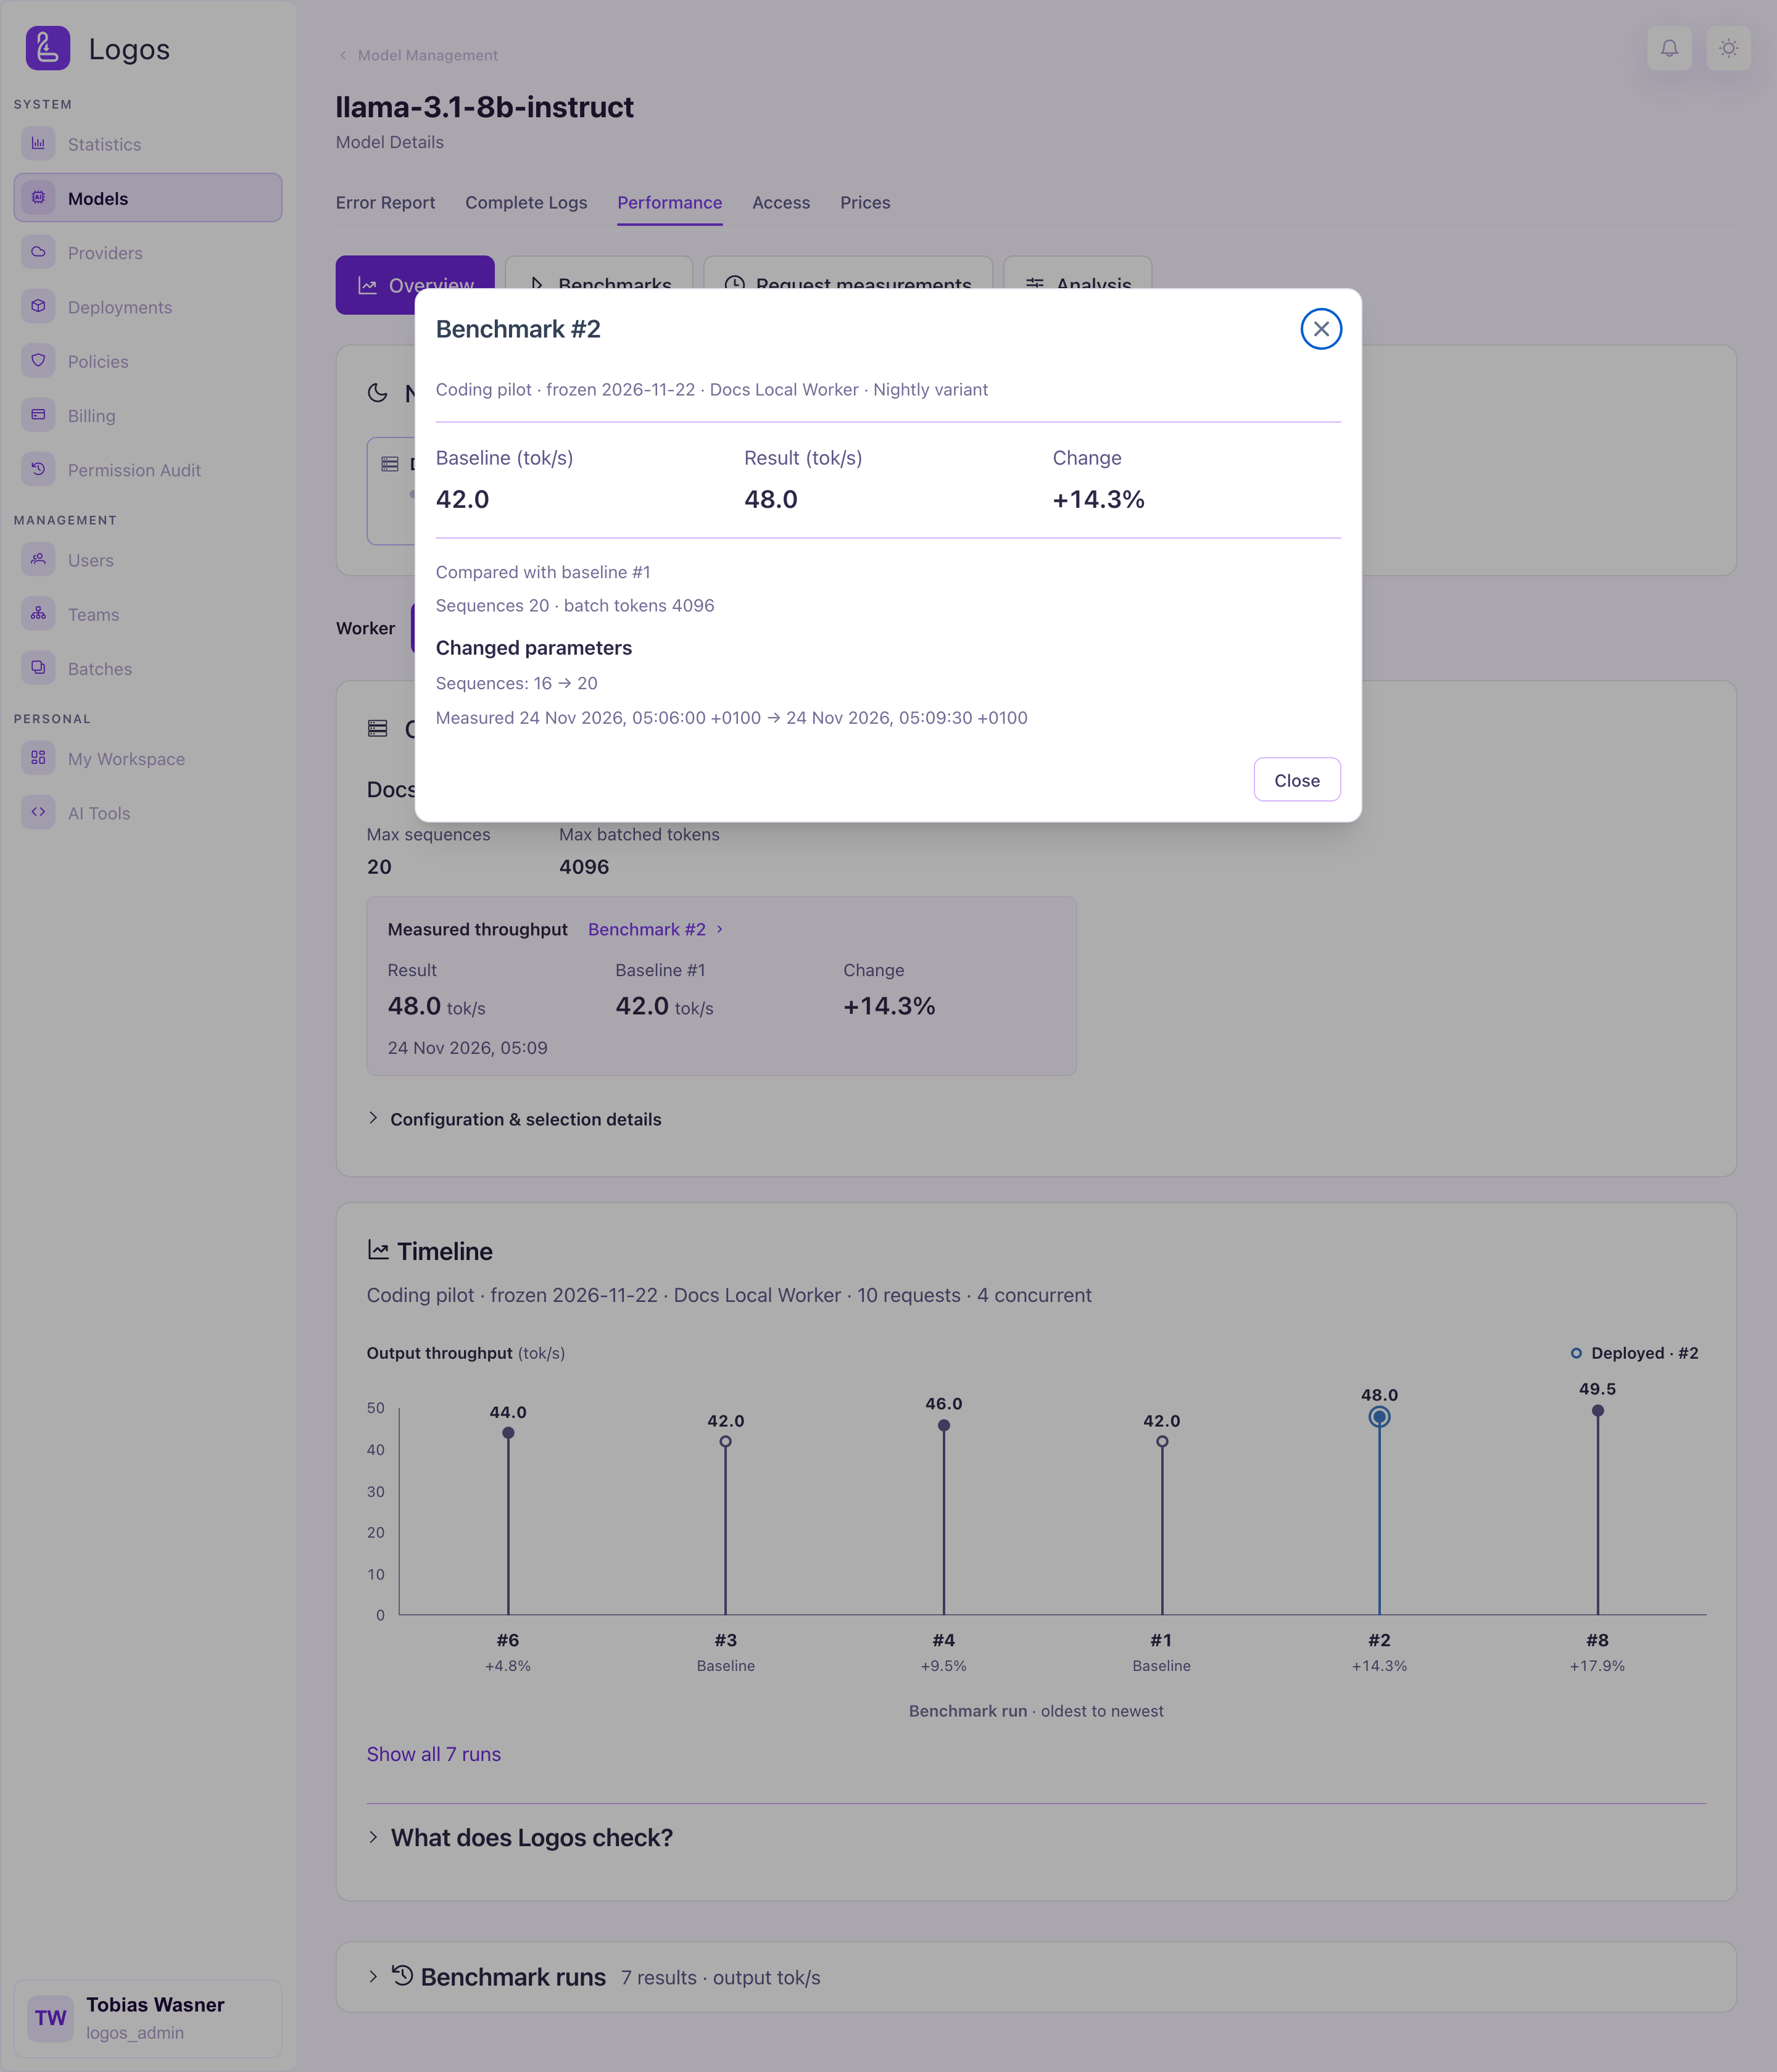 Logos
SYSTEM
Statistics
Models
Providers
Deployments
Policies
Billing
Permission Audit
MANAGEMENT
Users
Teams
Batches
PERSONAL
My Workspace
AI Tools
TW
Tobias Wasner
logos_admin
Model Management
llama-3.1-8b-instruct
Model Details
Error Report Complete Logs Performance Access Prices
Overview Benchmarks Request measurements Analysis
Benchmark #2
Coding pilot · frozen 2026-11-22 · Docs Local Worker · Nightly variant
Baseline (tok/s) Result (tok/s) Change
42.0 48.0 +14.3%
Compared with baseline #1
Sequences 20 · batch tokens 4096
Changed parameters
Sequences: 16 → 20
Measured 24 Nov 2026, 05:06:00 +0100 → 24 Nov 2026, 05:09:30 +0100
Close
Worker
Docs
Max sequences Max batched tokens
20 4096
Measured throughput Benchmark #2
Result Baseline #1 Change
48.0 tok/s 42.0 tok/s +14.3%
24 Nov 2026, 05:09
Configuration & selection details
Timeline
Coding pilot · frozen 2026-11-22 · Docs Local Worker · 10 requests · 4 concurrent
Output throughput (tok/s) Deployed · #2
50
40
30
20
10
0
44.0 42.0 46.0 42.0 48.0 49.5
#6 #3 #4 #1 #2 #8
+4.8% Baseline +9.5% Baseline +14.3% +17.9%
Benchmark run · oldest to newest
Show all 7 runs
What does Logos check?
Benchmark runs 7 results · output tok/s